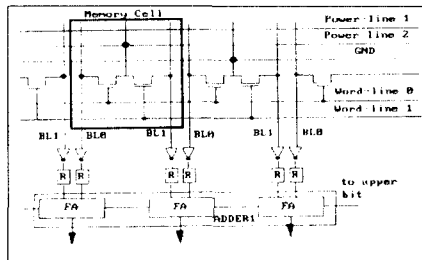 Memory Cell
Power line 1
Power line 2
GND
Word line 0
Word line 1
BL1 BL0 BL1 BL0 BL1 BL0
R R R R R R
to upper
bit
FA FA FA
ADDER1